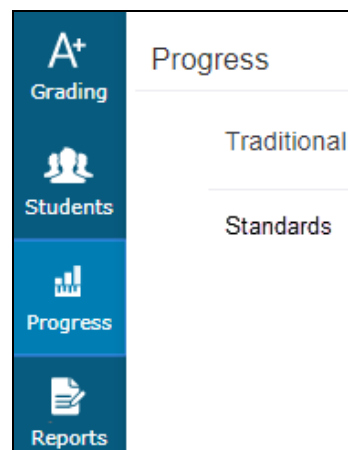 A+
Grading
Students
Progress
Reports
Progress
Traditional
Standards